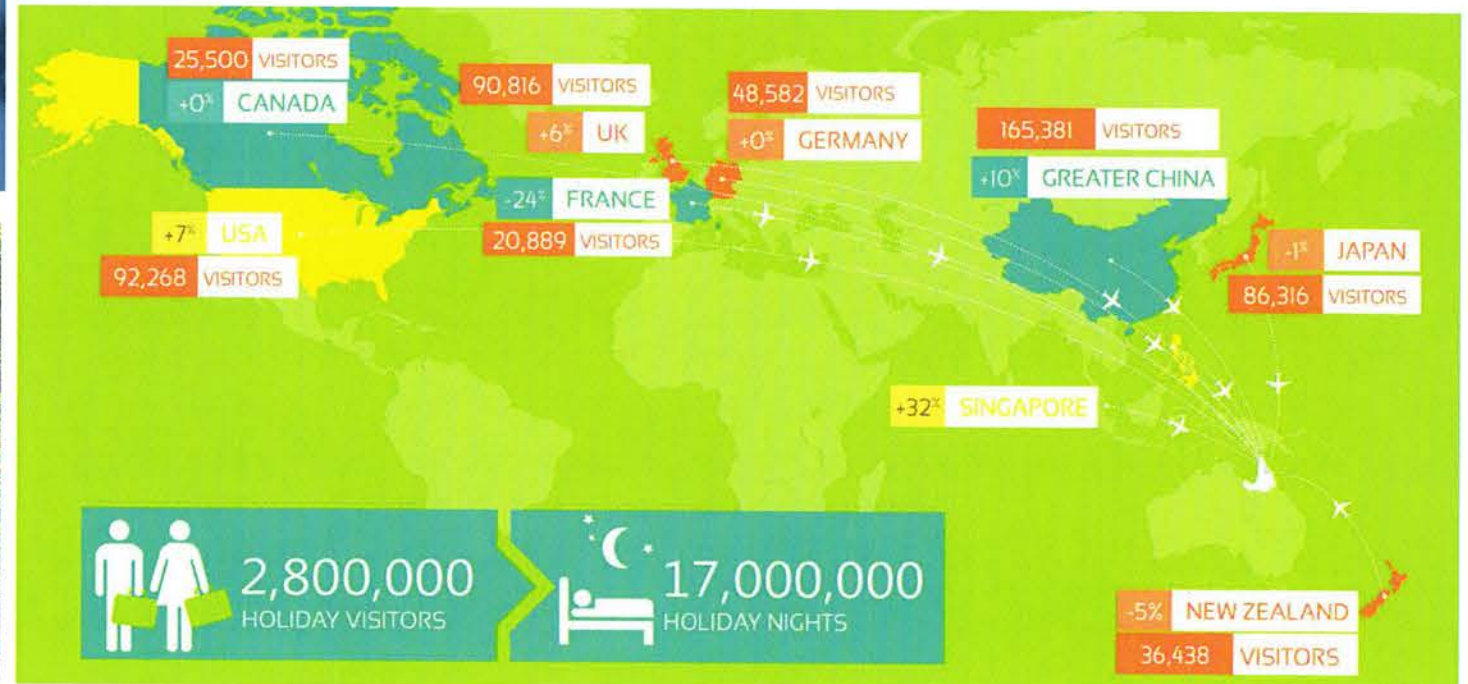 25,500 VISITORS
+0% CANADA
90,816 VISITORS
+6% UK
48,582 VISITORS
+0% GERMANY
165,381 VISITORS
+10% GREATER CHINA
-24% FRANCE
20,889 VISITORS
+7% USA
92,268 VISITORS
-1% JAPAN
86,316 VISITORS
+32% SINGAPORE
2,800,000
HOLIDAY VISITORS
17,000,000
HOLIDAY NIGHTS
-5% NEW ZEALAND
36,438 VISITORS